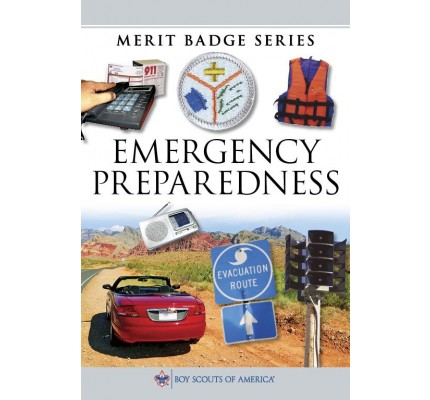 MERIT BADGE SERIES
911
EMERGENCY
PREPAREDNESS
EVACUATION
ROUTE
BOY SCOUTS OF AMERICA®